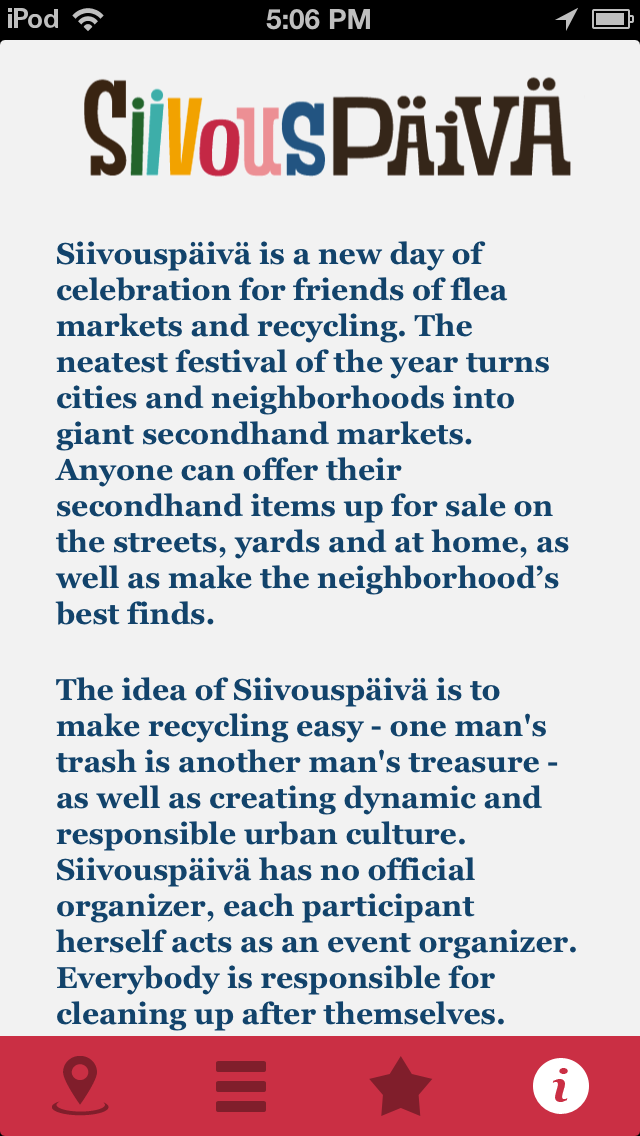 iPod 5:06 PM
SiivousPÄiVÄ
Siivouspäivä is a new day of
celebration for friends of flea
markets and recycling. The
neatest festival of the year turns
cities and neighborhoods into
giant secondhand markets.
Anyone can offer their
secondhand items up for sale on
the streets, yards and at home, as
well as make the neighborhood’s
best finds.
The idea of Siivouspäivä is to
make recycling easy - one man's
trash is another man's treasure -
as well as creating dynamic and
responsible urban culture.
Siivouspäivä has no official
organizer, each participant
herself acts as an event organizer.
Everybody is responsible for
cleaning up after themselves.
i